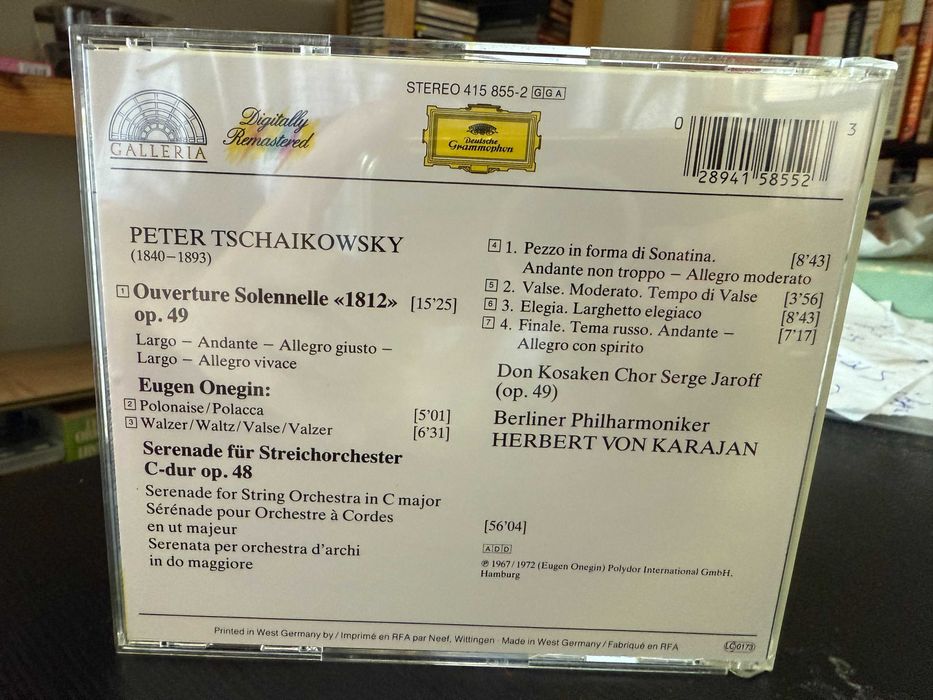 STEREO 415 855-2 GGA
GALLERIA
Digitally
Remastered
Deutsche
Grammophon
0
28941 58552
3
PETER TSCHAIKOWSKY
(1840–1893)
1 Ouverture Solennelle «1812» [15'25]
op. 49
Largo – Andante – Allegro giusto –
Largo – Allegro vivace
Eugen Onegin:
2 Polonaise/Polacca [5'01]
3 Walzer/Waltz/Valse/Valzer [6'31]
Serenade für Streichorchester
C-dur op. 48
Serenade for String Orchestra in C major
Sérénade pour Orchestre à Cordes
en ut majeur
Serenata per orchestra d'archi
in do maggiore
4 1. Pezzo in forma di Sonatina. [8'43]
Andante non troppo – Allegro moderato
5 2. Valse. Moderato. Tempo di Valse [3'56]
6 3. Elegia. Larghetto elegiaco [8'43]
7 4. Finale. Tema russo. Andante – [7'17]
Allegro con spirito
Don Kosaken Chor Serge Jaroff
(op. 49)
Berliner Philharmoniker
HERBERT VON KARAJAN
[56'04]
ADD
℗ 1967/1972 (Eugen Onegin) Polydor International GmbH.
Hamburg
Printed in West Germany by / Imprimé en RFA par Neef, Wittingen · Made in West Germany / Fabriqué en RFA
LC 0173